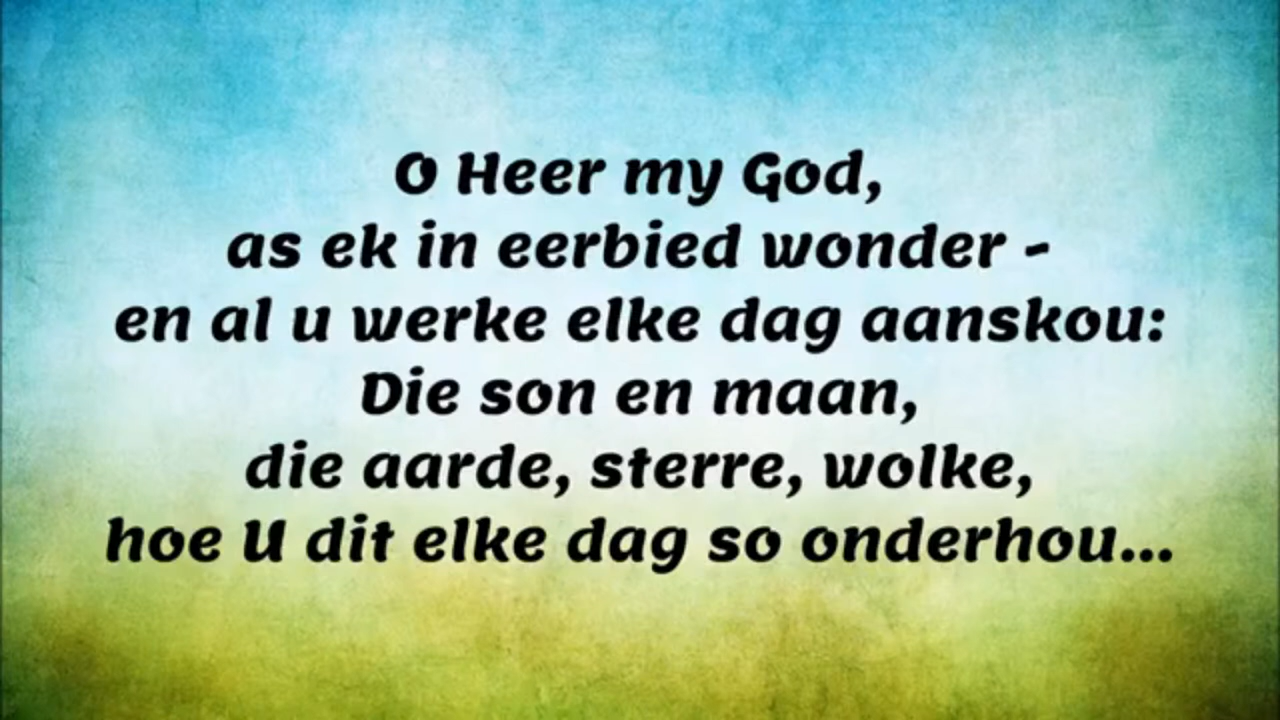 O Heer my God,
as ek in eerbied wonder -
en al u werke elke dag aanskou:
Die son en maan,
die aarde, sterre, wolke,
hoe U dit elke dag so onderhou...